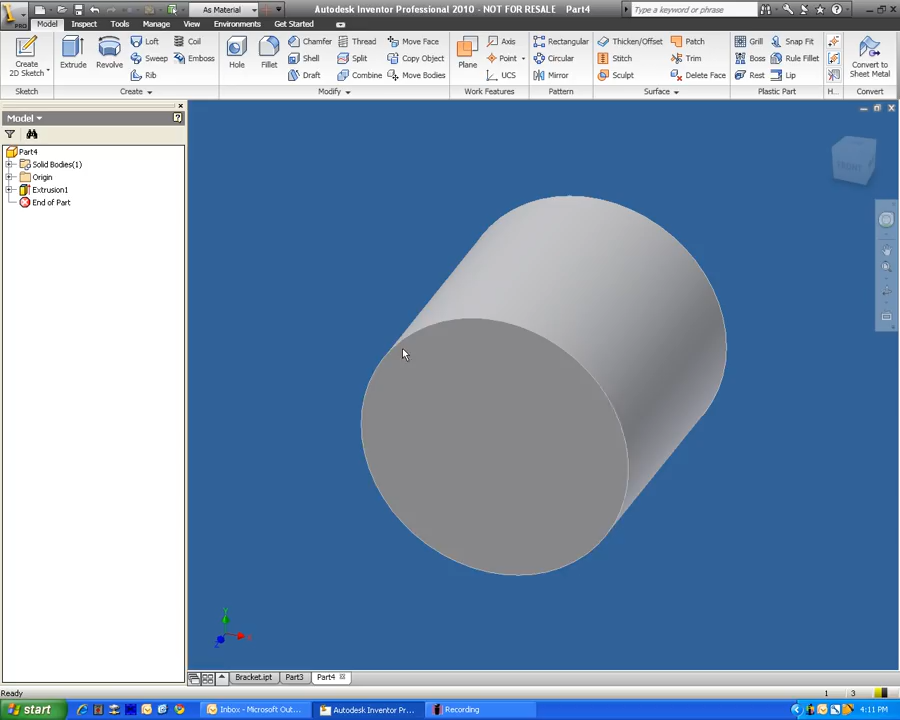 Autodesk Inventor Professional 2010 - NOT FOR RESALE Part4
As Material
Type a keyword or phrase
PRO
Model Inspect Tools Manage View Environments Get Started
Create 2D Sketch
Extrude Revolve Loft Sweep Rib Coil Emboss
Hole Fillet Chamfer Shell Draft Thread Split Combine Move Face Copy Object Move Bodies
Plane Axis Point UCS
Rectangular Circular Mirror
Thicken/Offset Stitch Sculpt Patch Trim Delete Face
Grill Boss Rest Snap Fit Rule Fillet Lip
Convert to Sheet Metal
Sketch Create Modify Work Features Pattern Surface Plastic Part H... Convert
Model
Part4
Solid Bodies(1)
Origin
Extrusion1
End of Part
FRONT
Bracket.ipt Part3 Part4
Ready 1 3
start Inbox - Microsoft Out... Autodesk Inventor Pr... Recording 4:11 PM